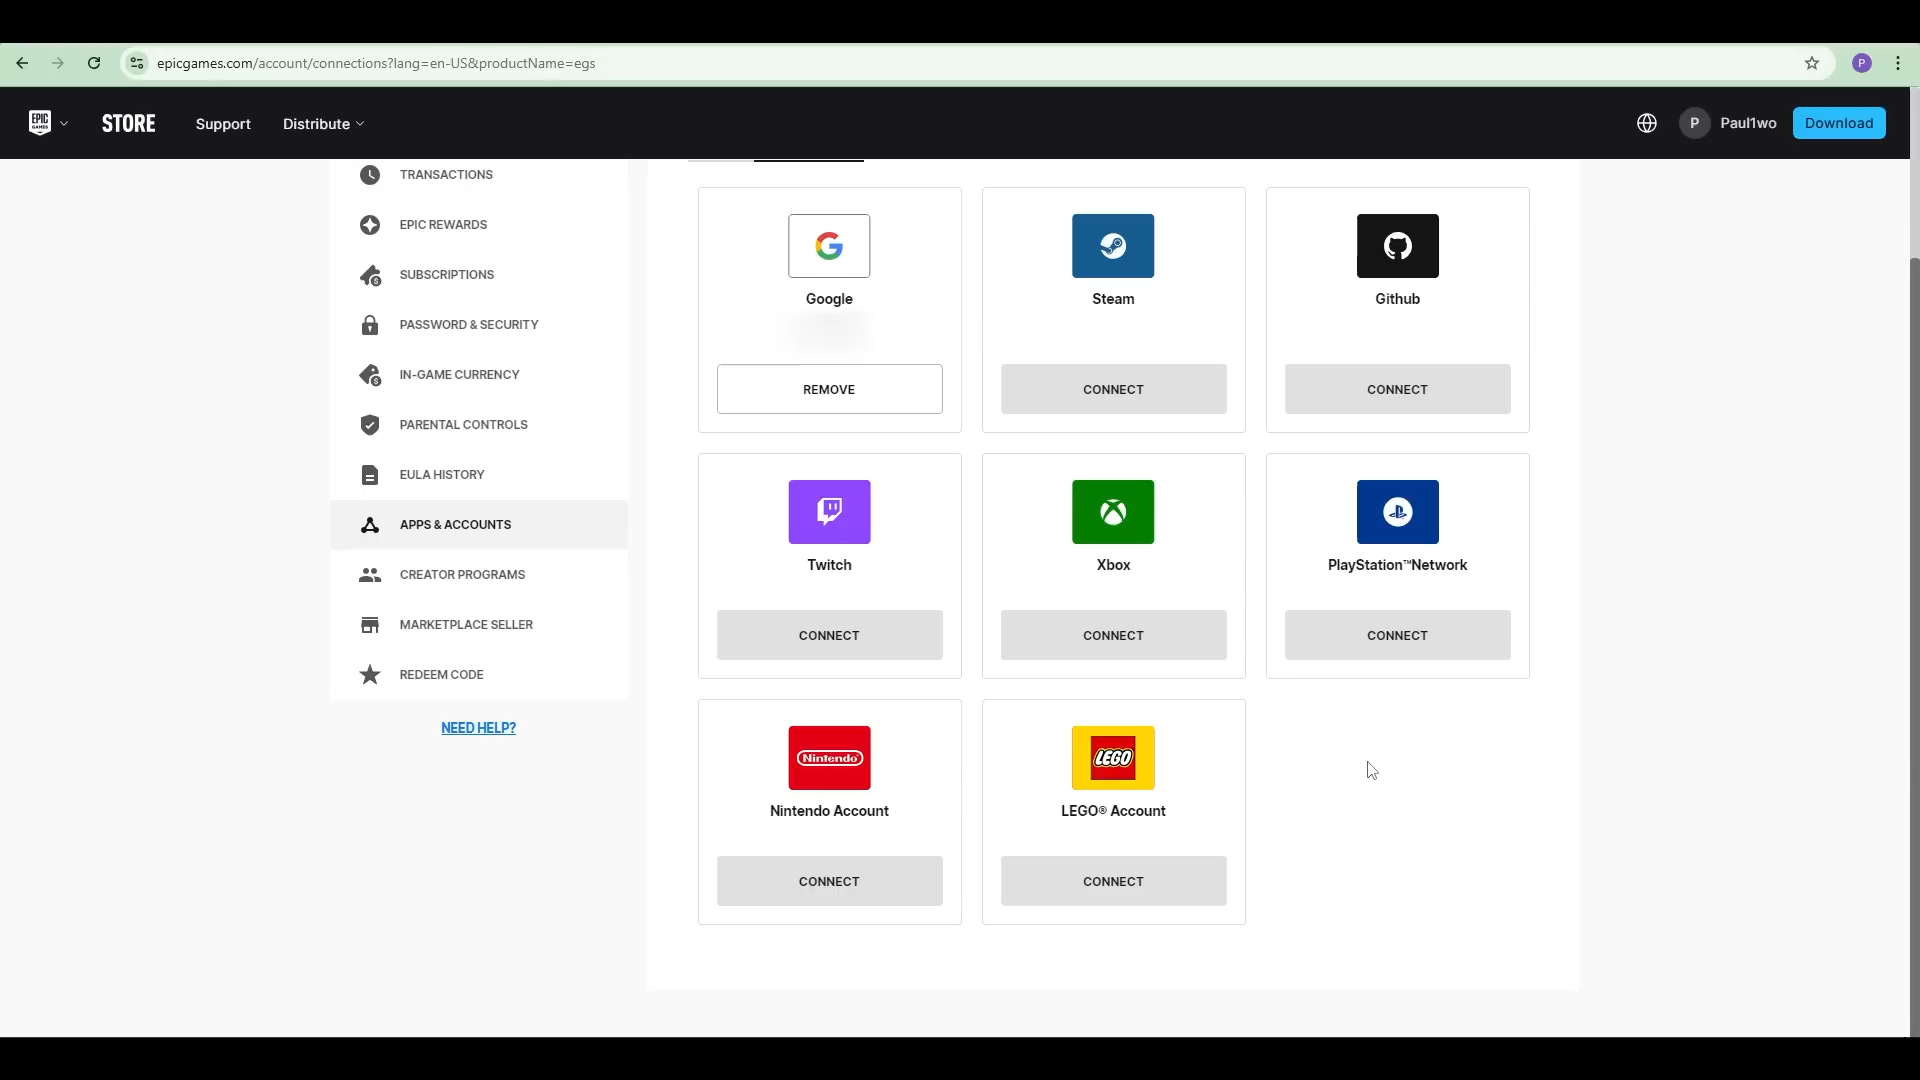 epicgames.com/account/connections?lang=en-US&productName=egs
P
EPIC GAMES
STORE
Support
Distribute
P
Paul1wo
Download
TRANSACTIONS
EPIC REWARDS
SUBSCRIPTIONS
PASSWORD & SECURITY
IN-GAME CURRENCY
PARENTAL CONTROLS
EULA HISTORY
APPS & ACCOUNTS
CREATOR PROGRAMS
MARKETPLACE SELLER
REDEEM CODE
NEED HELP?
Google
REMOVE
Steam
CONNECT
Github
CONNECT
Twitch
CONNECT
Xbox
CONNECT
PlayStation™Network
CONNECT
Nintendo
Nintendo Account
CONNECT
LEGO
LEGO® Account
CONNECT